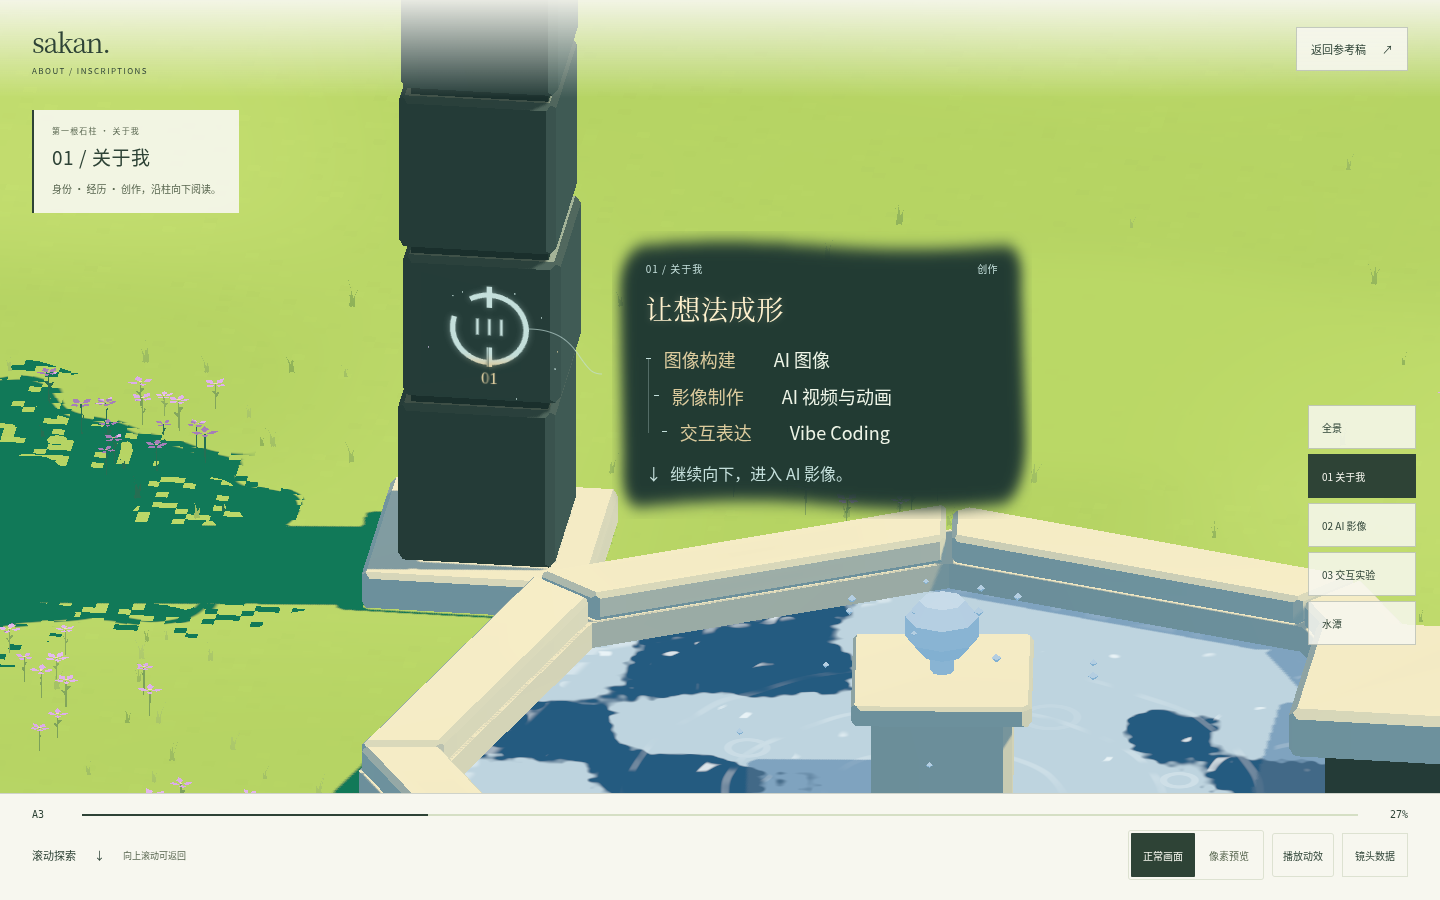 sakan.
ABOUT / INSCRIPTIONS
返回参考稿 ↗
第一根石柱 · 关于我
01 / 关于我
身份 · 经历 · 创作，沿柱向下阅读。
01
01 / 关于我 创作
让想法成形
图像构建 AI 图像
影像制作 AI 视频与动画
交互表达 Vibe Coding
↓ 继续向下，进入 AI 影像。
全景
01 关于我
02 AI 影像
03 交互实验
水潭
A3 27%
滚动探索 ↓ 向上滚动可返回
正常画面 像素预览 播放动效 镜头数据